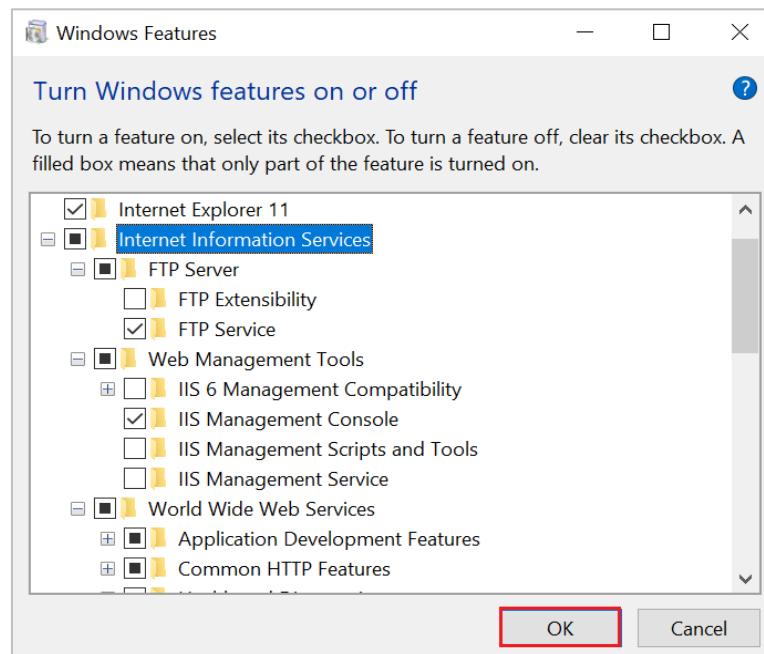 Windows Features
Turn Windows features on or off
?
To turn a feature on, select its checkbox. To turn a feature off, clear its checkbox. A
filled box means that only part of the feature is turned on.
Internet Explorer 11
Internet Information Services
FTP Server
FTP Extensibility
FTP Service
Web Management Tools
IIS 6 Management Compatibility
IIS Management Console
IIS Management Scripts and Tools
IIS Management Service
World Wide Web Services
Application Development Features
Common HTTP Features
OK
Cancel